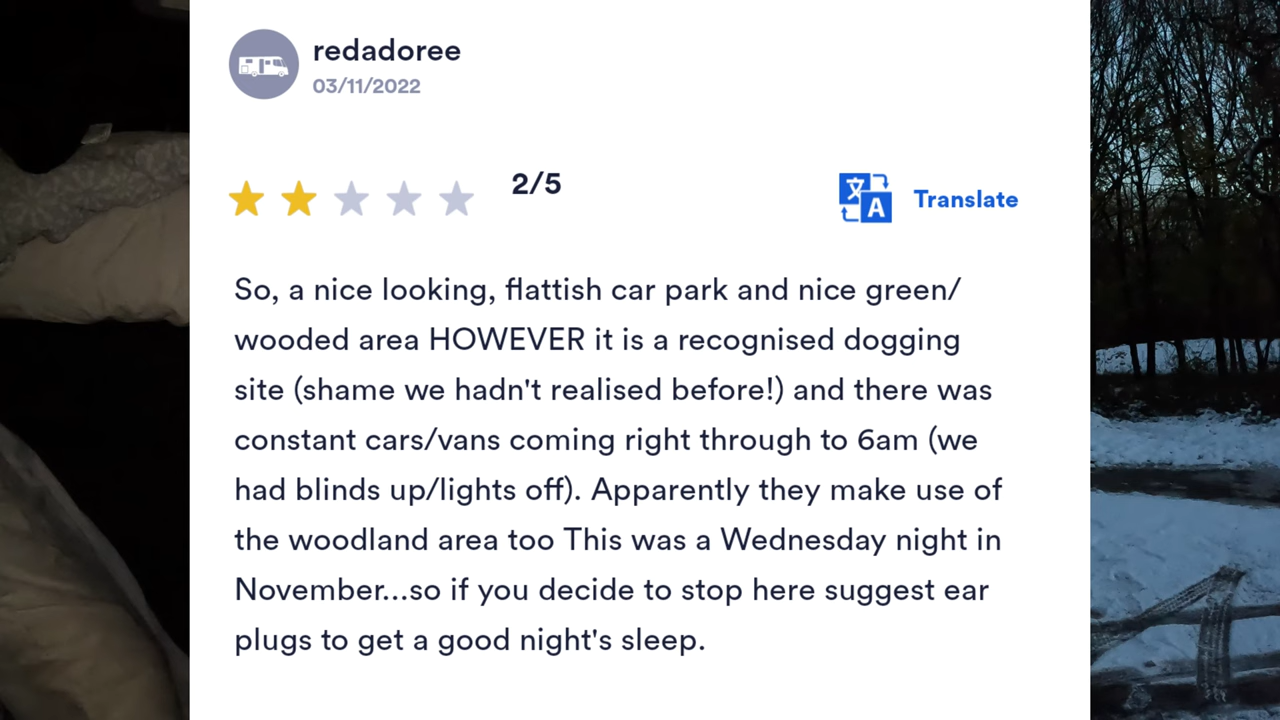 redadoree
03/11/2022
2/5
文A Translate
So, a nice looking, flattish car park and nice green/
wooded area HOWEVER it is a recognised dogging
site (shame we hadn't realised before!) and there was
constant cars/vans coming right through to 6am (we
had blinds up/lights off). Apparently they make use of
the woodland area too This was a Wednesday night in
November...so if you decide to stop here suggest ear
plugs to get a good night's sleep.